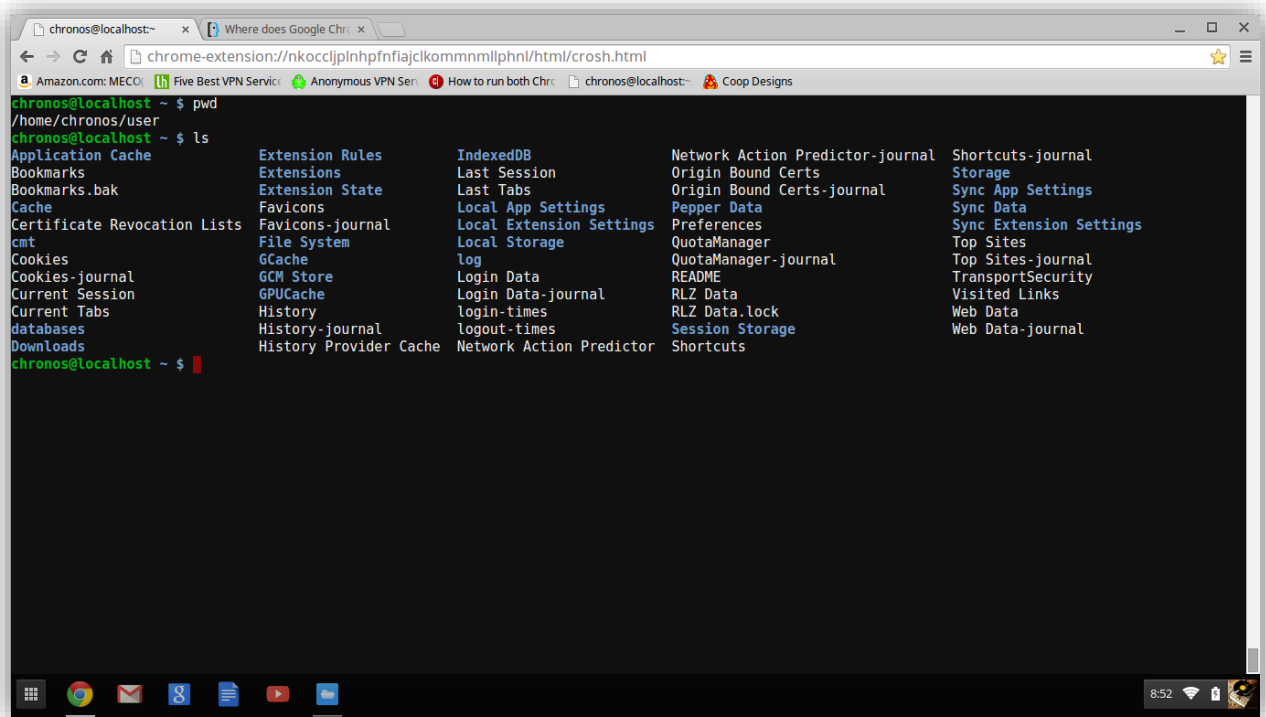 chronos@localhost:~ Where does Google Chro
chrome-extension://nkoccljplnhpfnfiajclkommnmllphnl/html/crosh.html
Amazon.com: MECO( Five Best VPN Service Anonymous VPN Serv How to run both Chro chronos@localhost:~ Coop Designs
chronos@localhost ~ $ pwd
/home/chronos/user
chronos@localhost ~ $ ls
Application Cache Extension Rules IndexedDB Network Action Predictor-journal Shortcuts-journal
Bookmarks Extensions Last Session Origin Bound Certs Storage
Bookmarks.bak Extension State Last Tabs Origin Bound Certs-journal Sync App Settings
Cache Favicons Local App Settings Pepper Data Sync Data
Certificate Revocation Lists Favicons-journal Local Extension Settings Preferences Sync Extension Settings
cmt File System Local Storage QuotaManager Top Sites
Cookies GCache log QuotaManager-journal Top Sites-journal
Cookies-journal GCM Store Login Data README TransportSecurity
Current Session GPUCache Login Data-journal RLZ Data Visited Links
Current Tabs History login-times RLZ Data.lock Web Data
databases History-journal logout-times Session Storage Web Data-journal
Downloads History Provider Cache Network Action Predictor Shortcuts
chronos@localhost ~ $
8:52